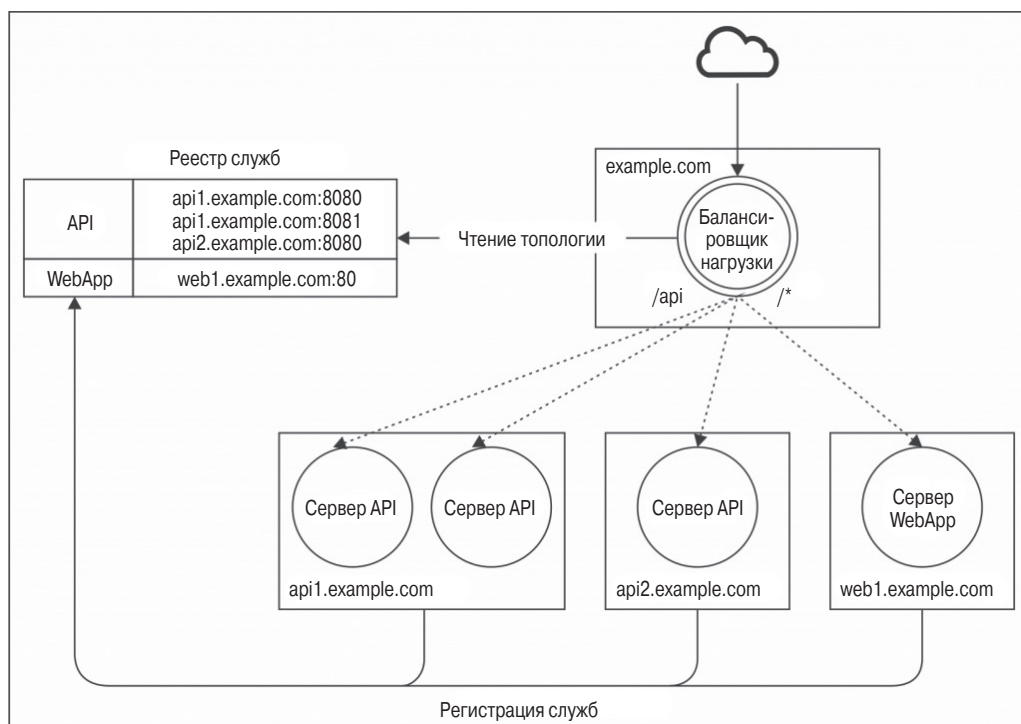 example.com
Баланси-
ровщик
нагрузки
/api
/*
Чтение топологии
Реестр служб
API
api1.example.com:8080
api1.example.com:8081
api2.example.com:8080
WebApp
web1.example.com:80
Сервер API
Сервер API
api1.example.com
Сервер API
api2.example.com
Сервер
WebApp
web1.example.com
Регистрация служб